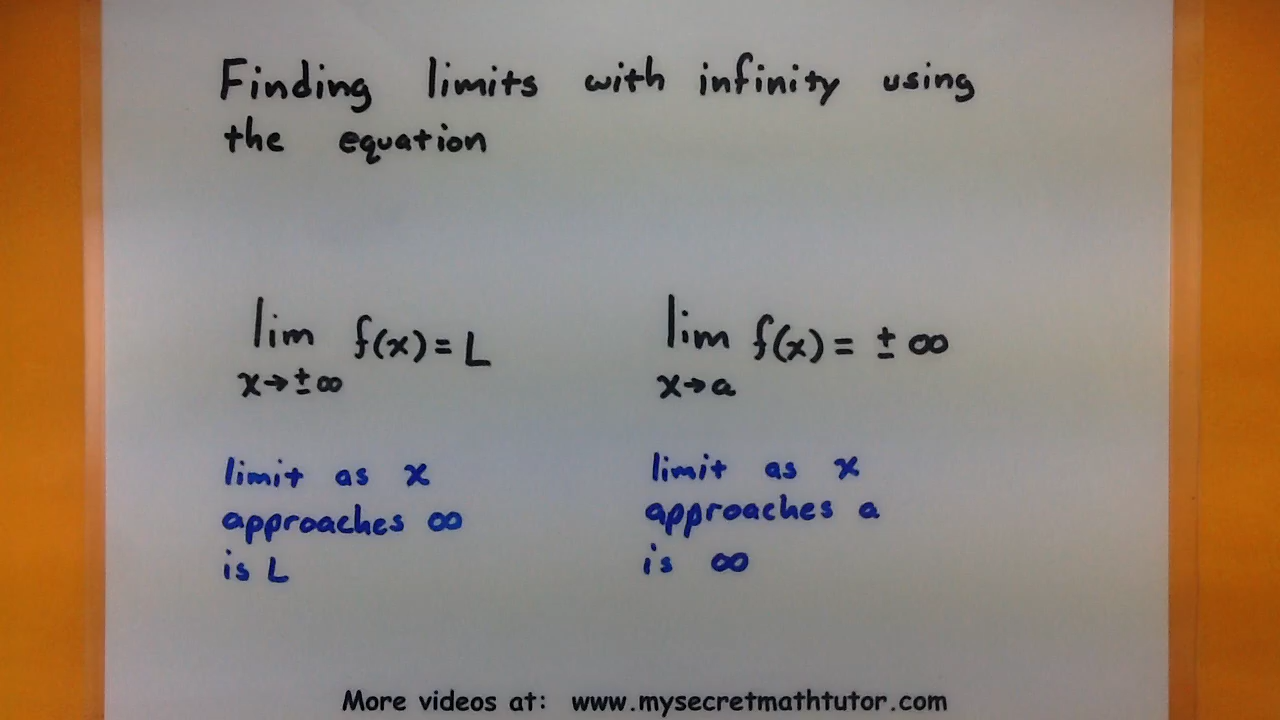 Finding limits with infinity using
the equation
lim f(x) = L
x→±∞
lim f(x) = ±∞
x→a
limit as x
approaches ∞
is L
limit as x
approaches a
is ∞
More videos at: www.mysecretmathtutor.com